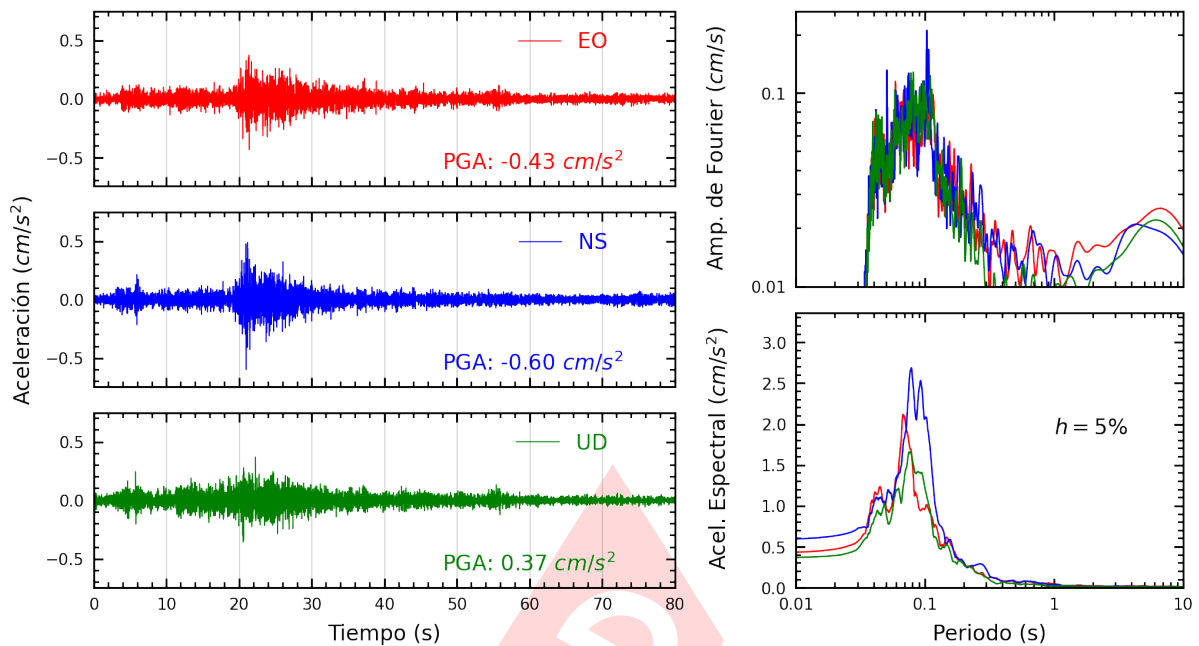 Aceleración (cm/s²)
0.5
0.0
−0.5
EO
PGA: -0.43 cm/s²
0.5
0.0
−0.5
NS
PGA: -0.60 cm/s²
0.5
0.0
−0.5
UD
PGA: 0.37 cm/s²
0 10 20 30 40 50 60 70 80
Tiempo (s)
Amp. de Fourier (cm/s)
0.1
0.01
Acel. Espectral (cm/s²)
3.0
2.5
2.0
1.5
1.0
0.5
0.0
h = 5%
0.01 0.1 1 10
Periodo (s)